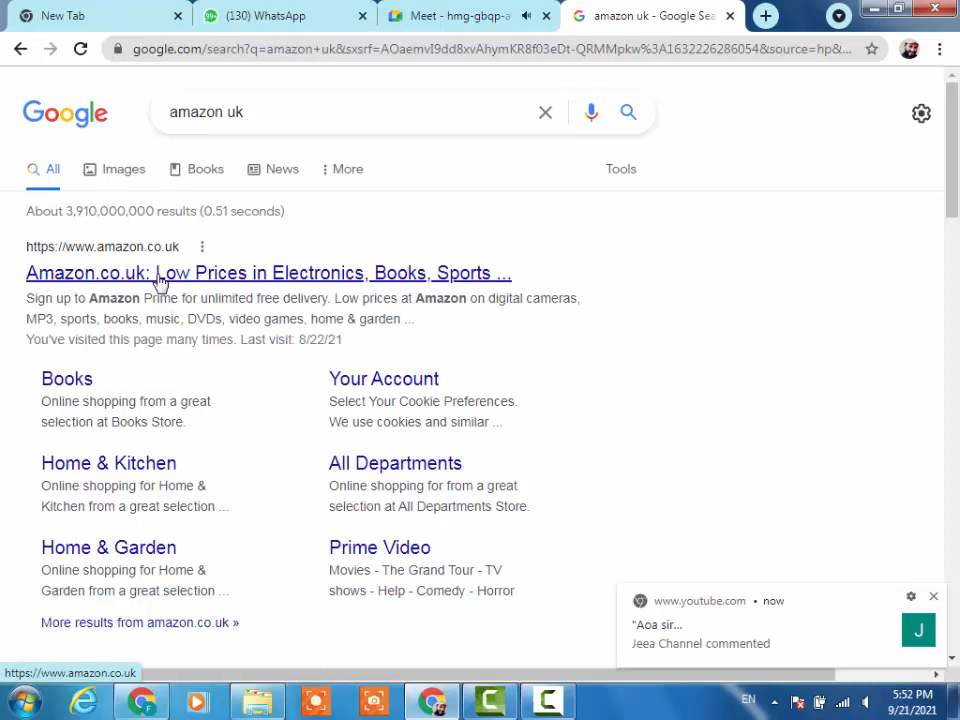 New Tab
(130) WhatsApp
Meet - hmg-gbqp-a
amazon uk - Google Sea
google.com/search?q=amazon+uk&sxsrf=AOaemvI9dd8xvAhymKR8f03eDt-QRMMpkw%3A1632226286054&source=hp&...
Google
amazon uk
All
Images
Books
News
More
Tools
About 3,910,000,000 results (0.51 seconds)
https://www.amazon.co.uk
Amazon.co.uk: Low Prices in Electronics, Books, Sports ...
Sign up to Amazon Prime for unlimited free delivery. Low prices at Amazon on digital cameras,
MP3, sports, books, music, DVDs, video games, home & garden ...
You've visited this page many times. Last visit: 8/22/21
Books
Online shopping from a great
selection at Books Store.
Your Account
Select Your Cookie Preferences.
We use cookies and similar ...
Home & Kitchen
Online shopping for Home &
Kitchen from a great selection ...
All Departments
Online shopping for from a great
selection at All Departments Store.
Home & Garden
Online shopping for Home &
Garden from a great selection ...
Prime Video
Movies - The Grand Tour - TV
shows - Help - Comedy - Horror
More results from amazon.co.uk »
www.youtube.com • now
"Aoa sir...
Jeea Channel commented
J
https://www.amazon.co.uk
EN
5:52 PM
9/21/2021